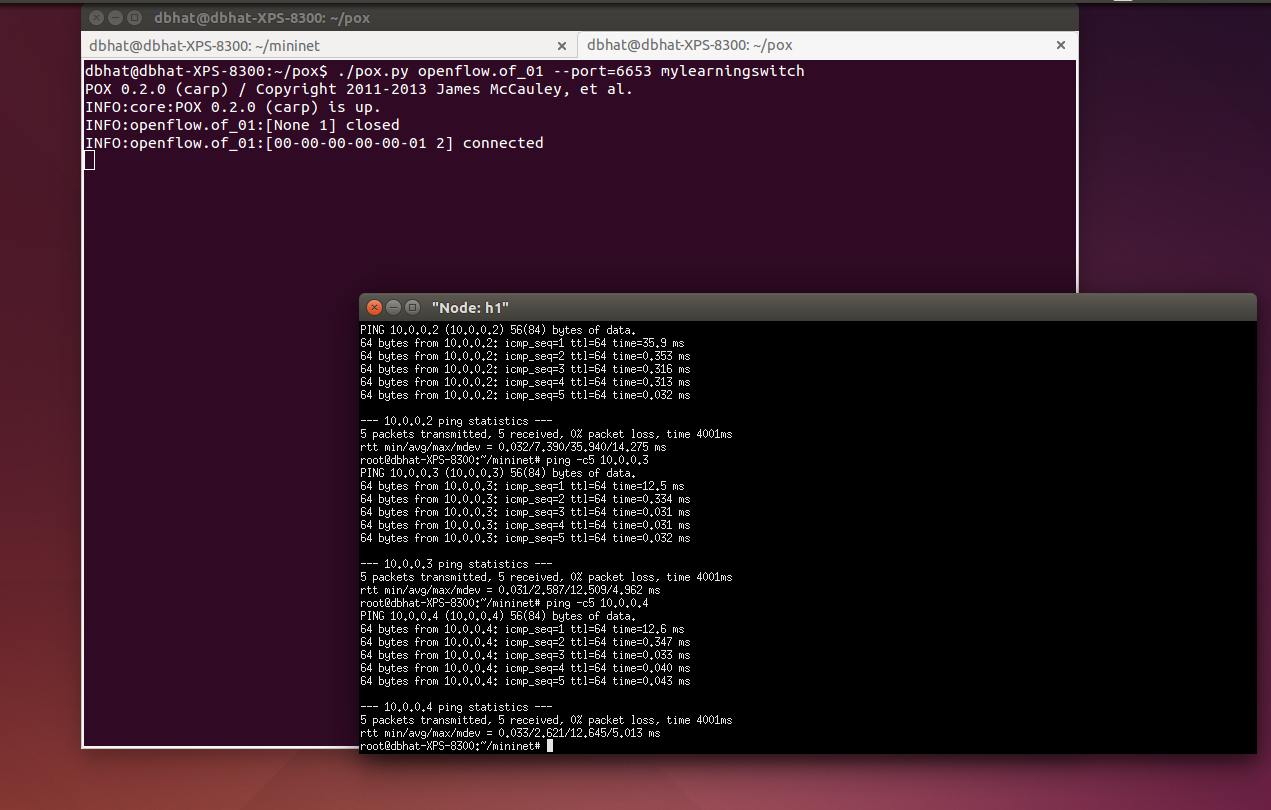 dbhat@dbhat-XPS-8300: ~/pox
dbhat@dbhat-XPS-8300: ~/mininet
dbhat@dbhat-XPS-8300: ~/pox
dbhat@dbhat-XPS-8300:~/pox$ ./pox.py openflow.of_01 --port=6653 mylearningswitch
POX 0.2.0 (carp) / Copyright 2011-2013 James McCauley, et al.
INFO:core:POX 0.2.0 (carp) is up.
INFO:openflow.of_01:[None 1] closed
INFO:openflow.of_01:[00-00-00-00-00-01 2] connected
"Node: h1"
PING 10.0.0.2 (10.0.0.2) 56(84) bytes of data.
64 bytes from 10.0.0.2: icmp_seq=1 ttl=64 time=35.9 ms
64 bytes from 10.0.0.2: icmp_seq=2 ttl=64 time=0.353 ms
64 bytes from 10.0.0.2: icmp_seq=3 ttl=64 time=0.316 ms
64 bytes from 10.0.0.2: icmp_seq=4 ttl=64 time=0.313 ms
64 bytes from 10.0.0.2: icmp_seq=5 ttl=64 time=0.032 ms
--- 10.0.0.2 ping statistics ---
5 packets transmitted, 5 received, 0% packet loss, time 4001ms
rtt min/avg/max/mdev = 0.032/7.390/35.940/14.275 ms
root@dbhat-XPS-8300:~/mininet# ping -c5 10.0.0.3
PING 10.0.0.3 (10.0.0.3) 56(84) bytes of data.
64 bytes from 10.0.0.3: icmp_seq=1 ttl=64 time=12.5 ms
64 bytes from 10.0.0.3: icmp_seq=2 ttl=64 time=0.334 ms
64 bytes from 10.0.0.3: icmp_seq=3 ttl=64 time=0.031 ms
64 bytes from 10.0.0.3: icmp_seq=4 ttl=64 time=0.031 ms
64 bytes from 10.0.0.3: icmp_seq=5 ttl=64 time=0.032 ms
--- 10.0.0.3 ping statistics ---
5 packets transmitted, 5 received, 0% packet loss, time 4001ms
rtt min/avg/max/mdev = 0.031/2.587/12.509/4.962 ms
root@dbhat-XPS-8300:~/mininet# ping -c5 10.0.0.4
PING 10.0.0.4 (10.0.0.4) 56(84) bytes of data.
64 bytes from 10.0.0.4: icmp_seq=1 ttl=64 time=12.6 ms
64 bytes from 10.0.0.4: icmp_seq=2 ttl=64 time=0.347 ms
64 bytes from 10.0.0.4: icmp_seq=3 ttl=64 time=0.033 ms
64 bytes from 10.0.0.4: icmp_seq=4 ttl=64 time=0.040 ms
64 bytes from 10.0.0.4: icmp_seq=5 ttl=64 time=0.043 ms
--- 10.0.0.4 ping statistics ---
5 packets transmitted, 5 received, 0% packet loss, time 4001ms
rtt min/avg/max/mdev = 0.033/2.621/12.645/5.013 ms
root@dbhat-XPS-8300:~/mininet#